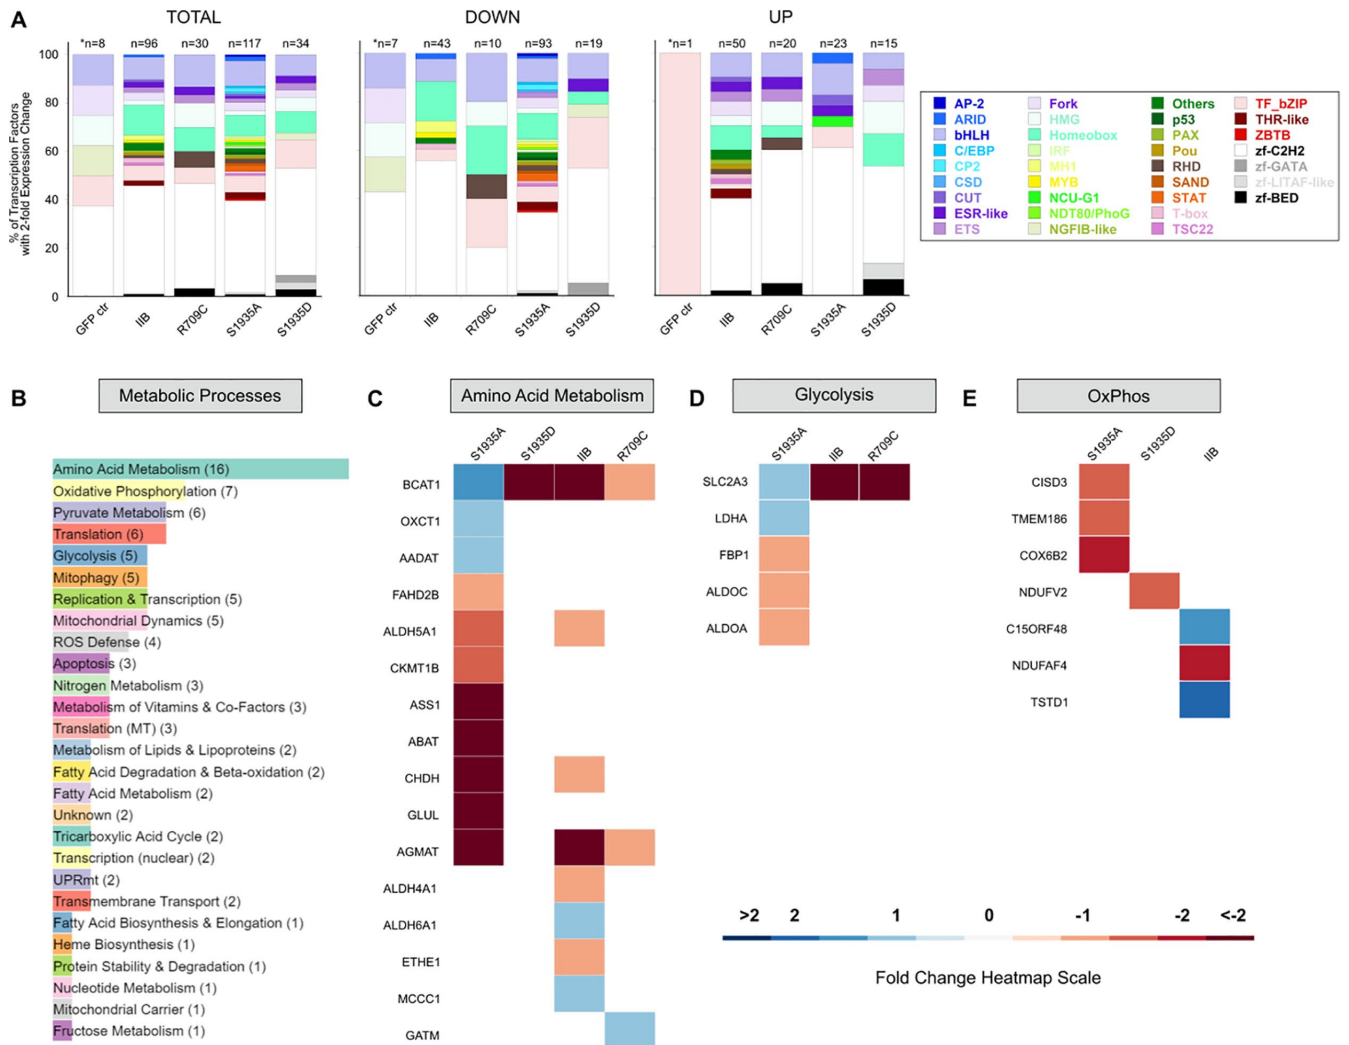 A
TOTAL
DOWN
UP
*n=8 n=96 n=30 n=117 n=34
*n=7 n=43 n=10 n=93 n=19
*n=1 n=50 n=20 n=23 n=15
% of Transcription Factors
with 2-fold Expression Change
100
80
60
40
20
0
GFP ctr IIB R709C S1935A S1935D
GFP ctr IIB R709C S1935A S1935D
GFP ctr IIB R709C S1935A S1935D
AP-2
ARID
bHLH
C/EBP
CP2
CSD
CUT
ESR-like
ETS
Fork
HMG
Homeobox
IRF
MH1
MYB
NCU-G1
NDT80/PhoG
NGFIB-like
Others
p53
PAX
Pou
RHD
SAND
STAT
T-box
TSC22
TF_bZIP
THR-like
ZBTB
zf-C2H2
zf-GATA
zf-LITAF-like
zf-BED
B
Metabolic Processes
Amino Acid Metabolism (16)
Oxidative Phosphorylation (7)
Pyruvate Metabolism (6)
Translation (6)
Glycolysis (5)
Mitophagy (5)
Replication & Transcription (5)
Mitochondrial Dynamics (5)
ROS Defense (4)
Apoptosis (3)
Nitrogen Metabolism (3)
Metabolism of Vitamins & Co-Factors (3)
Translation (MT) (3)
Metabolism of Lipids & Lipoproteins (2)
Fatty Acid Degradation & Beta-oxidation (2)
Fatty Acid Metabolism (2)
Unknown (2)
Tricarboxylic Acid Cycle (2)
Transcription (nuclear) (2)
UPRmt (2)
Transmembrane Transport (2)
Fatty Acid Biosynthesis & Elongation (1)
Heme Biosynthesis (1)
Protein Stability & Degradation (1)
Nucleotide Metabolism (1)
Mitochondrial Carrier (1)
Fructose Metabolism (1)
C
Amino Acid Metabolism
S1935A S1935D IIB R709C
BCAT1
OXCT1
AADAT
FAHD2B
ALDH5A1
CKMT1B
ASS1
ABAT
CHDH
GLUL
AGMAT
ALDH4A1
ALDH6A1
ETHE1
MCCC1
GATM
D
Glycolysis
S1935A IIB R709C
SLC2A3
LDHA
FBP1
ALDOC
ALDOA
E
OxPhos
S1935A S1935D IIB
CISD3
TMEM186
COX6B2
NDUFV2
C15ORF48
NDUFAF4
TSTD1
>2 2 1 0 -1 -2 <-2
Fold Change Heatmap Scale